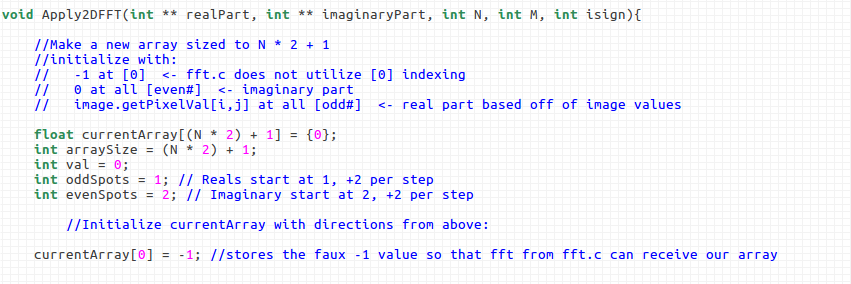 void Apply2DFFT(int ** realPart, int ** imaginaryPart, int N, int M, int isign){
//Make a new array sized to N * 2 + 1
//initialize with:
//   -1 at [0]  <- fft.c does not utilize [0] indexing
//   0 at all [even#]  <- imaginary part
//   image.getPixelVal[i,j] at all [odd#]  <- real part based off of image values
float currentArray[(N * 2) + 1] = {0};
int arraySize = (N * 2) + 1;
int val = 0;
int oddSpots = 1; // Reals start at 1, +2 per step
int evenSpots = 2; // Imaginary start at 2, +2 per step
//Initialize currentArray with directions from above:
currentArray[0] = -1; //stores the faux -1 value so that fft from fft.c can receive our array